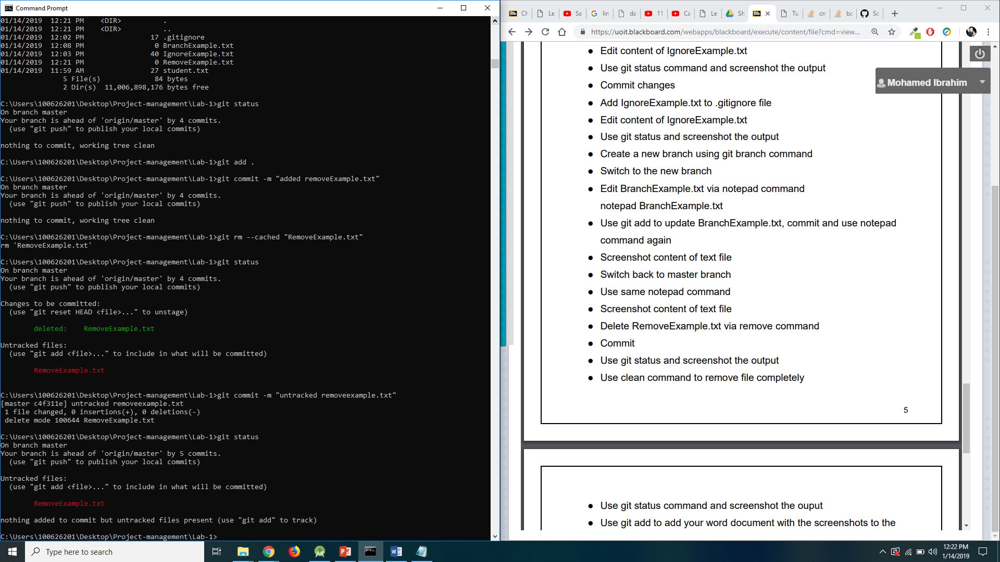 Command Prompt
01/14/2019  12:21 PM    <DIR>          .
01/14/2019  12:21 PM    <DIR>          ..
01/14/2019  12:02 PM                17 .gitignore
01/14/2019  12:08 PM                 0 BranchExample.txt
01/14/2019  12:03 PM                40 IgnoreExample.txt
01/14/2019  12:21 PM                 0 RemoveExample.txt
01/14/2019  11:59 AM                27 student.txt
               5 File(s)             84 bytes
               2 Dir(s)  11,006,898,176 bytes free
C:\Users\100626201\Desktop\Project-management\Lab-1>git status
On branch master
Your branch is ahead of 'origin/master' by 4 commits.
  (use "git push" to publish your local commits)
nothing to commit, working tree clean
C:\Users\100626201\Desktop\Project-management\Lab-1>git add .
C:\Users\100626201\Desktop\Project-management\Lab-1>git commit -m "added removeExample.txt"
On branch master
Your branch is ahead of 'origin/master' by 4 commits.
  (use "git push" to publish your local commits)
nothing to commit, working tree clean
C:\Users\100626201\Desktop\Project-management\Lab-1>git rm --cached "RemoveExample.txt"
rm 'RemoveExample.txt'
C:\Users\100626201\Desktop\Project-management\Lab-1>git status
On branch master
Your branch is ahead of 'origin/master' by 4 commits.
  (use "git push" to publish your local commits)
Changes to be committed:
  (use "git reset HEAD <file>..." to unstage)
        deleted:    RemoveExample.txt
Untracked files:
  (use "git add <file>..." to include in what will be committed)
        RemoveExample.txt
C:\Users\100626201\Desktop\Project-management\Lab-1>git commit -m "untracked removeexample.txt"
[master c4f311e] untracked removeexample.txt
 1 file changed, 0 insertions(+), 0 deletions(-)
 delete mode 100644 RemoveExample.txt
C:\Users\100626201\Desktop\Project-management\Lab-1>git status
On branch master
Your branch is ahead of 'origin/master' by 5 commits.
  (use "git push" to publish your local commits)
Untracked files:
  (use "git add <file>..." to include in what will be committed)
        RemoveExample.txt
nothing added to commit but untracked files present (use "git add" to track)
C:\Users\100626201\Desktop\Project-management\Lab-1>
Bb Ch Le Sa lin da 11 Ca Le Sh Bb Tu cm ba Sc
https://uoit.blackboard.com/webapps/blackboard/execute/content/file?cmd=view...
Mohamed Ibrahim
● Edit content of IgnoreExample.txt
● Use git status command and screenshot the output
● Commit changes
● Add IgnoreExample.txt to .gitignore file
● Edit content of IgnoreExample.txt
● Use git status and screenshot the output
● Create a new branch using git branch command
● Switch to the new branch
● Edit BranchExample.txt via notepad command
notepad BranchExample.txt
● Use git add to update BranchExample.txt, commit and use notepad
command again
● Screenshot content of text file
● Switch back to master branch
● Use same notepad command
● Screenshot content of text file
● Delete RemoveExample.txt via remove command
● Commit
● Use git status and screenshot the output
● Use clean command to remove file completely
5
● Use git status command and screenshot the ouput
● Use git add to add your word document with the screenshots to the
Type here to search
12:22 PM
1/14/2019